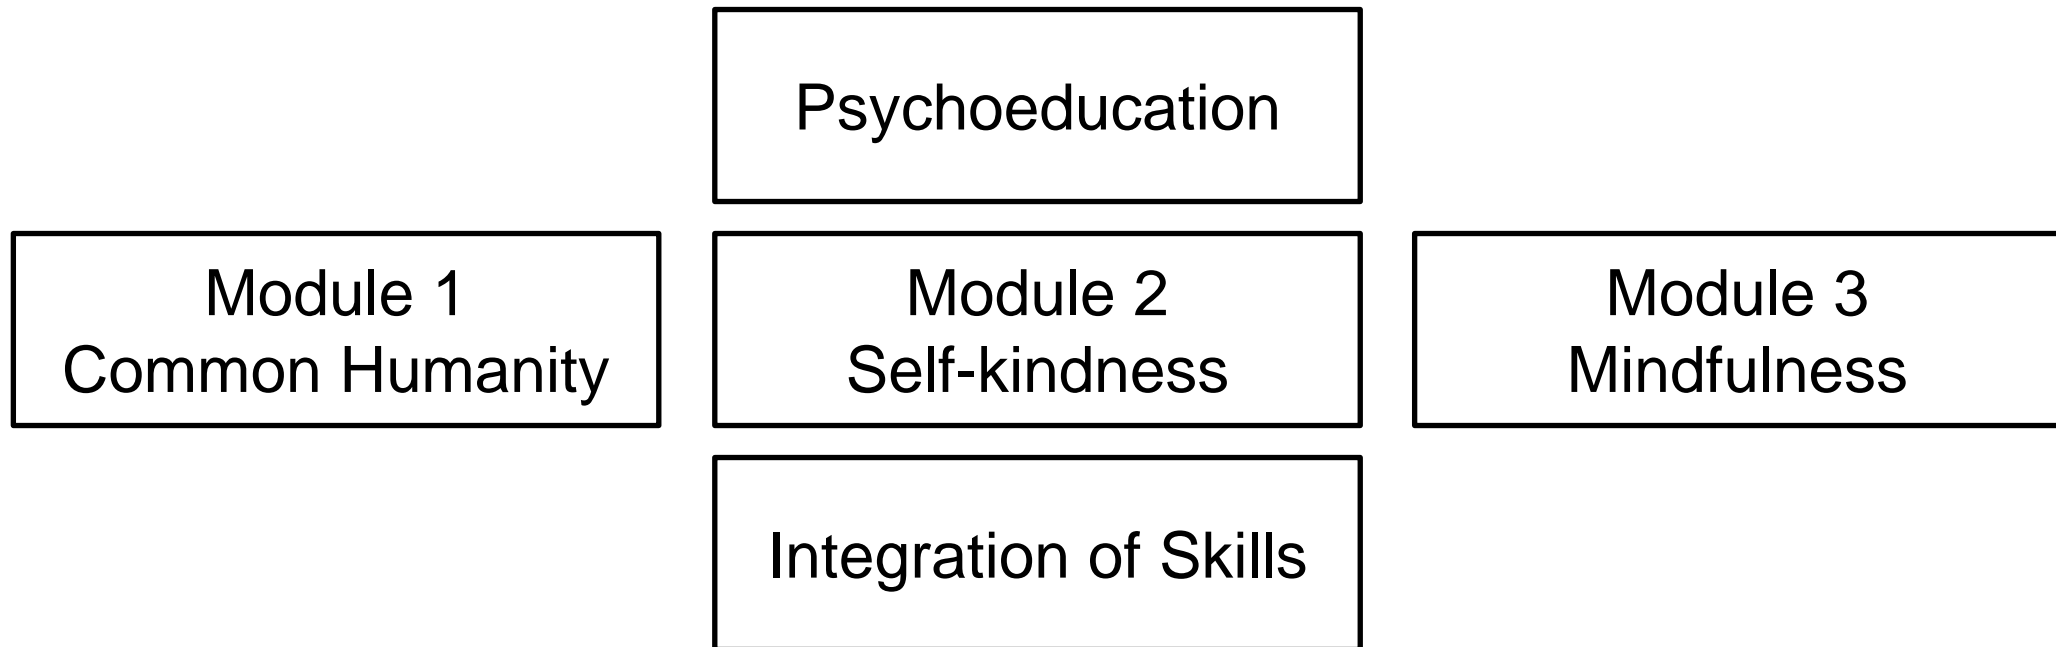 Psychoeducation
Module 1
Common Humanity
Module 2
Self-kindness
Module 3
Mindfulness
Integration of Skills